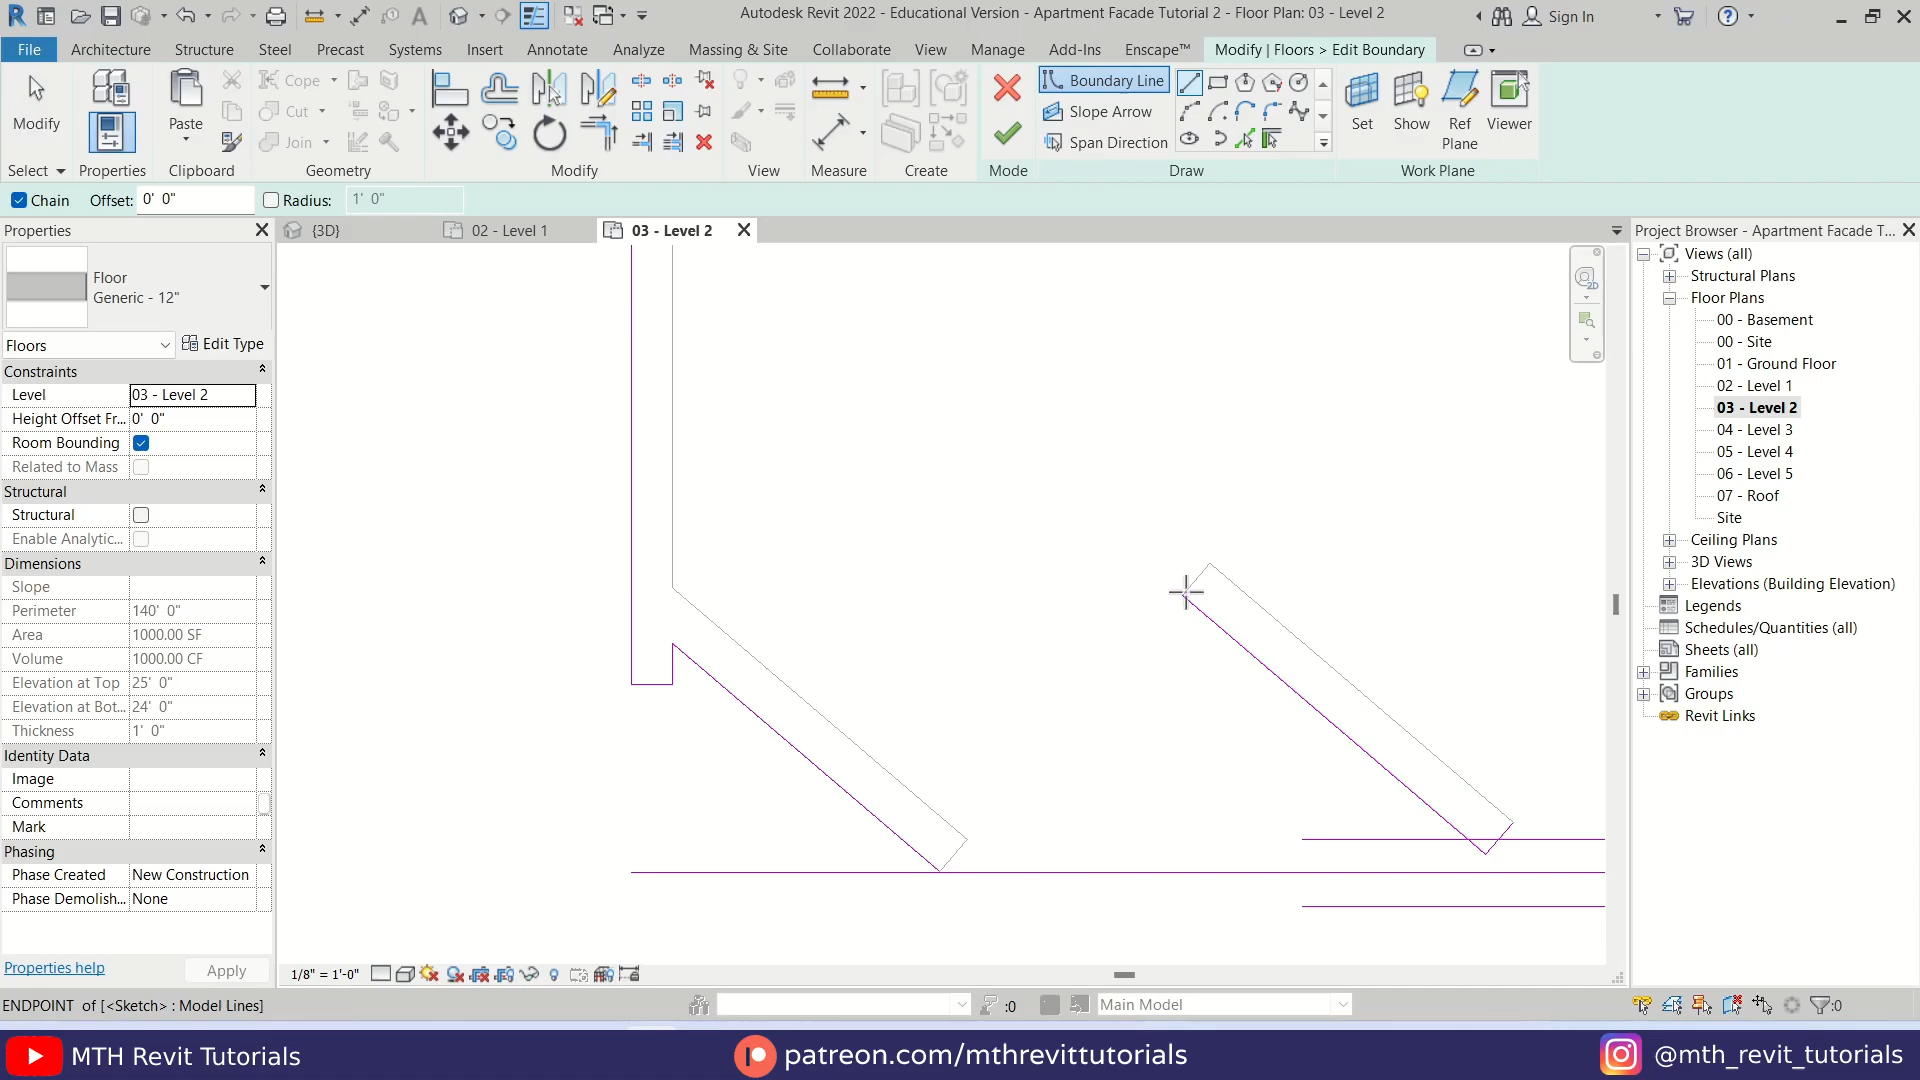 Autodesk Revit 2022 - Educational Version - Apartment Facade Tutorial 2 - Floor Plan: 03 - Level 2
Sign In
File
Architecture
Structure
Steel
Precast
Systems
Insert
Annotate
Analyze
Massing & Site
Collaborate
View
Manage
Add-Ins
Enscape™
Modify | Floors > Edit Boundary
Modify
Paste
Cope
Cut
Join
Boundary Line
Slope Arrow
Span Direction
Set
Show
Ref
Plane
Viewer
Select
Properties
Clipboard
Geometry
Modify
View
Measure
Create
Mode
Draw
Work Plane
Chain
Offset:
0' 0"
Radius:
1' 0"
Properties
{3D}
02 - Level 1
03 - Level 2
Project Browser - Apartment Facade T...
Floor
Generic - 12"
Floors
Edit Type
Constraints
Level 03 - Level 2
Height Offset Fr... 0' 0"
Room Bounding
Related to Mass
Structural
Structural
Enable Analytic...
Dimensions
Slope
Perimeter 140' 0"
Area 1000.00 SF
Volume 1000.00 CF
Elevation at Top 25' 0"
Elevation at Bot... 24' 0"
Thickness 1' 0"
Identity Data
Image
Comments
Mark
Phasing
Phase Created New Construction
Phase Demolish... None
Properties help
Apply
2D
Views (all)
Structural Plans
Floor Plans
00 - Basement
00 - Site
01 - Ground Floor
02 - Level 1
03 - Level 2
04 - Level 3
05 - Level 4
06 - Level 5
07 - Roof
Site
Ceiling Plans
3D Views
Elevations (Building Elevation)
Legends
Schedules/Quantities (all)
Sheets (all)
Families
Groups
Revit Links
1/8" = 1'-0"
ENDPOINT of [<Sketch> : Model Lines]
:0
Main Model
:0
MTH Revit Tutorials
patreon.com/mthrevittutorials
@mth_revit_tutorials